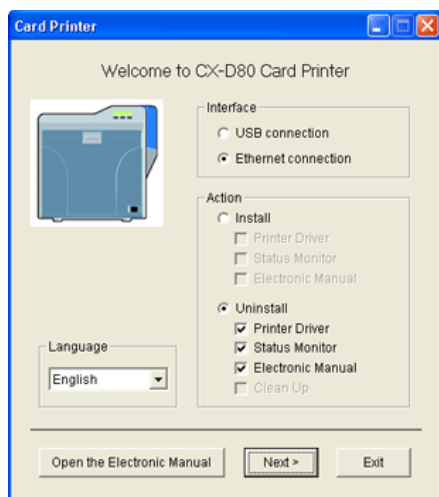 Card Printer
Welcome to CX-D80 Card Printer
Interface
USB connection
Ethernet connection
Action
Install
Printer Driver
Status Monitor
Electronic Manual
Uninstall
Printer Driver
Status Monitor
Electronic Manual
Clean Up
Language
English
Open the Electronic Manual
Next >
Exit